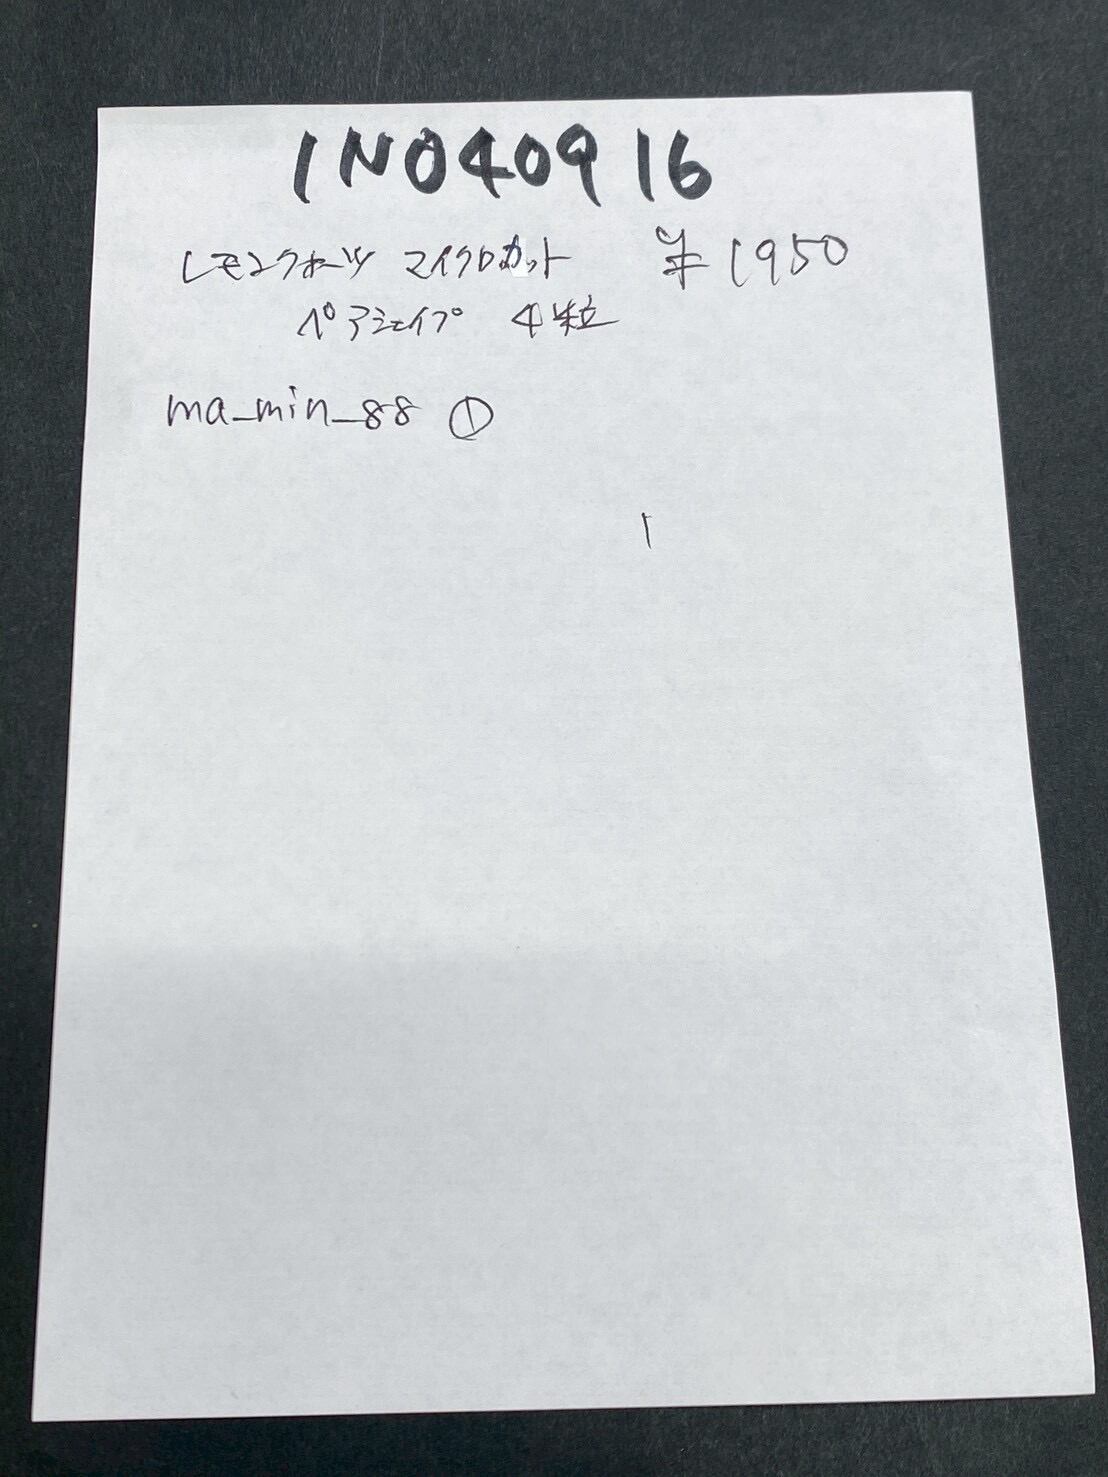 1N040916
レモンクォーツ マイクロカット ¥1950
ペアシェイプ 4粒
ma_min_88 ①
1